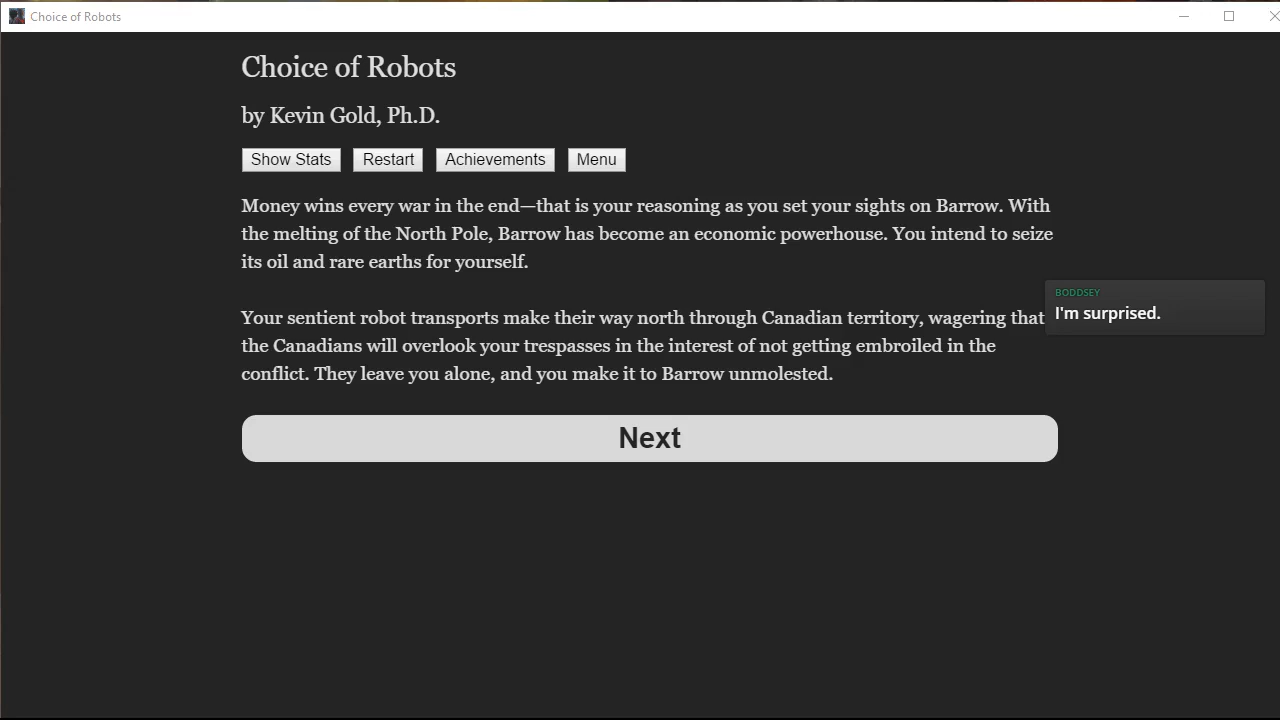 Choice of Robots
Choice of Robots
by Kevin Gold, Ph.D.
Show Stats Restart Achievements Menu
Money wins every war in the end—that is your reasoning as you set your sights on Barrow. With
the melting of the North Pole, Barrow has become an economic powerhouse. You intend to seize
its oil and rare earths for yourself.
Your sentient robot transports make their way north through Canadian territory, wagering that
the Canadians will overlook your trespasses in the interest of not getting embroiled in the
conflict. They leave you alone, and you make it to Barrow unmolested.
BODDSEY
I'm surprised.
Next